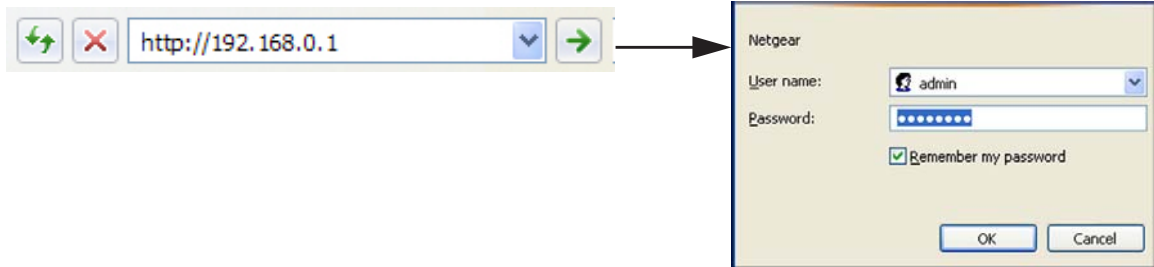 http://192.168.0.1
Netgear
User name:
admin
Password:
••••••••
Remember my password
OK
Cancel